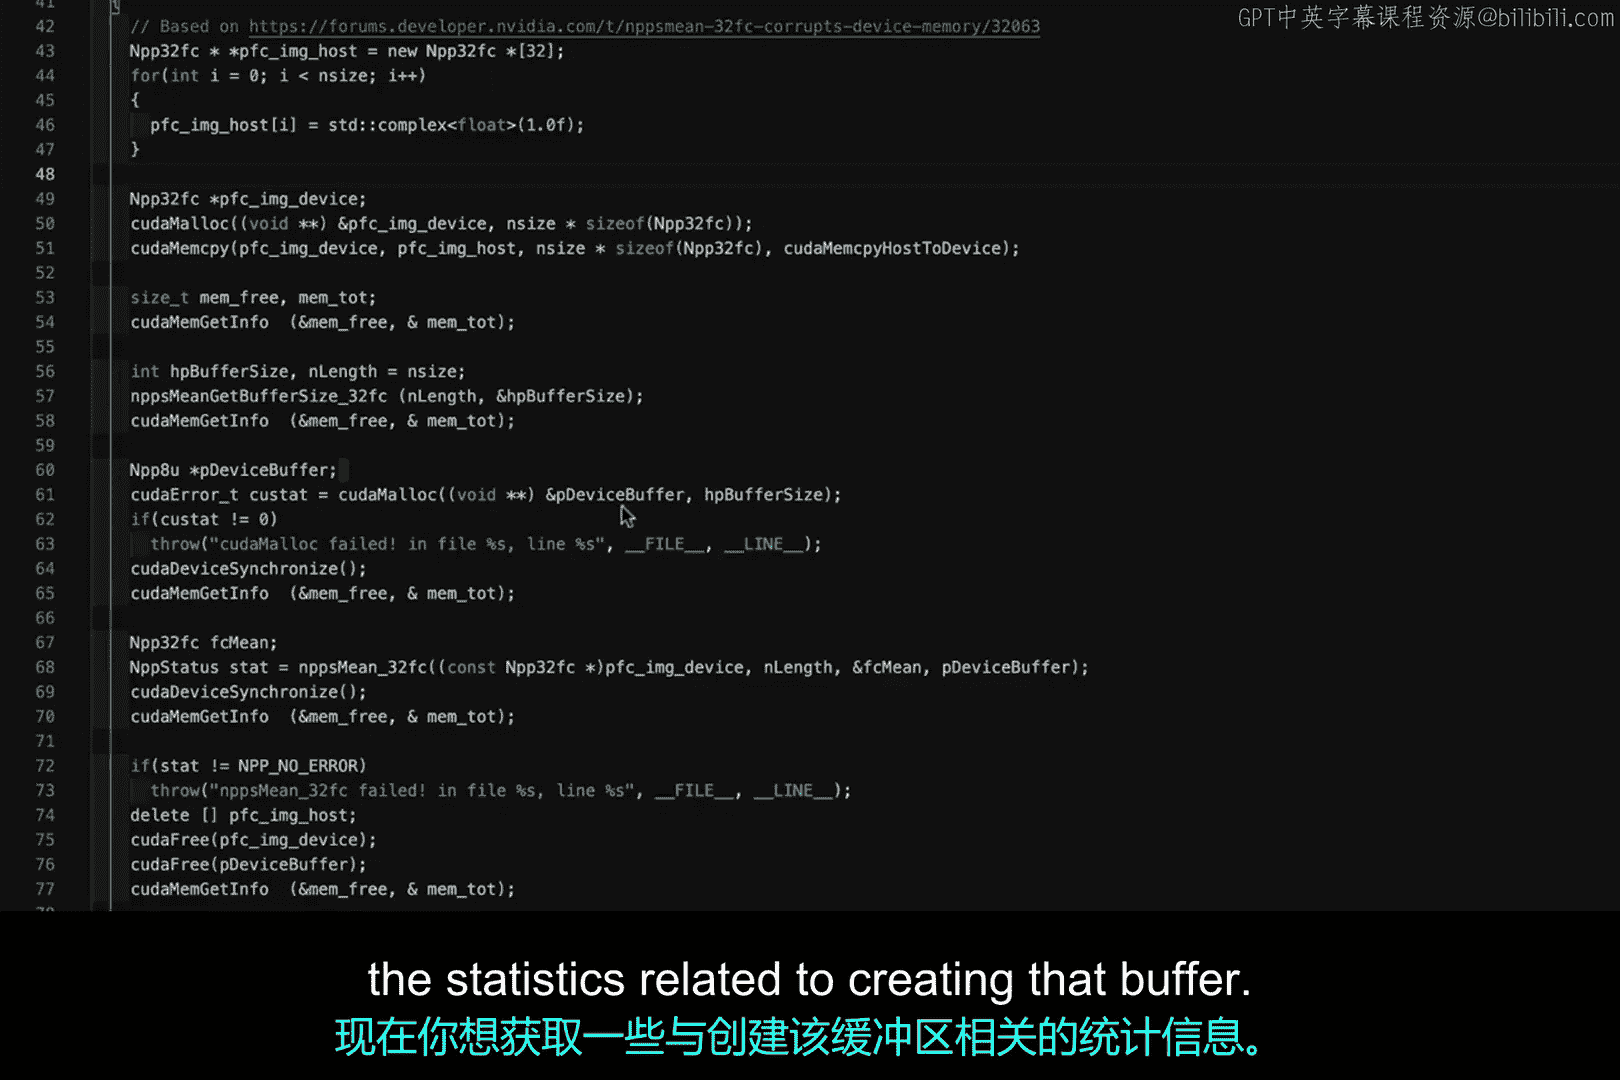 GPT中英字幕课程资源@bilibili.com
41 {
42 // Based on https://forums.developer.nvidia.com/t/nppsmean-32fc-corrupts-device-memory/32063
43 Npp32fc * *pfc_img_host = new Npp32fc *[32];
44 for(int i = 0; i < nsize; i++)
45 {
46 pfc_img_host[i] = std::complex<float>(1.0f);
47 }
48
49 Npp32fc *pfc_img_device;
50 cudaMalloc((void **) &pfc_img_device, nsize * sizeof(Npp32fc));
51 cudaMemcpy(pfc_img_device, pfc_img_host, nsize * sizeof(Npp32fc), cudaMemcpyHostToDevice);
52
53 size_t mem_free, mem_tot;
54 cudaMemGetInfo  (&mem_free, & mem_tot);
55
56 int hpBufferSize, nLength = nsize;
57 nppsMeanGetBufferSize_32fc (nLength, &hpBufferSize);
58 cudaMemGetInfo  (&mem_free, & mem_tot);
59
60 Npp8u *pDeviceBuffer;
61 cudaError_t custat = cudaMalloc((void **) &pDeviceBuffer, hpBufferSize);
62 if(custat != 0)
63 throw("cudaMalloc failed! in file %s, line %s", __FILE__, __LINE__);
64 cudaDeviceSynchronize();
65 cudaMemGetInfo  (&mem_free, & mem_tot);
66
67 Npp32fc fcMean;
68 NppStatus stat = nppsMean_32fc((const Npp32fc *)pfc_img_device, nLength, &fcMean, pDeviceBuffer);
69 cudaDeviceSynchronize();
70 cudaMemGetInfo  (&mem_free, & mem_tot);
71
72 if(stat != NPP_NO_ERROR)
73 throw("nppsMean_32fc failed! in file %s, line %s", __FILE__, __LINE__);
74 delete [] pfc_img_host;
75 cudaFree(pfc_img_device);
76 cudaFree(pDeviceBuffer);
77 cudaMemGetInfo  (&mem_free, & mem_tot);
the statistics related to creating that buffer.
现在你想获取一些与创建该缓冲区相关的统计信息。